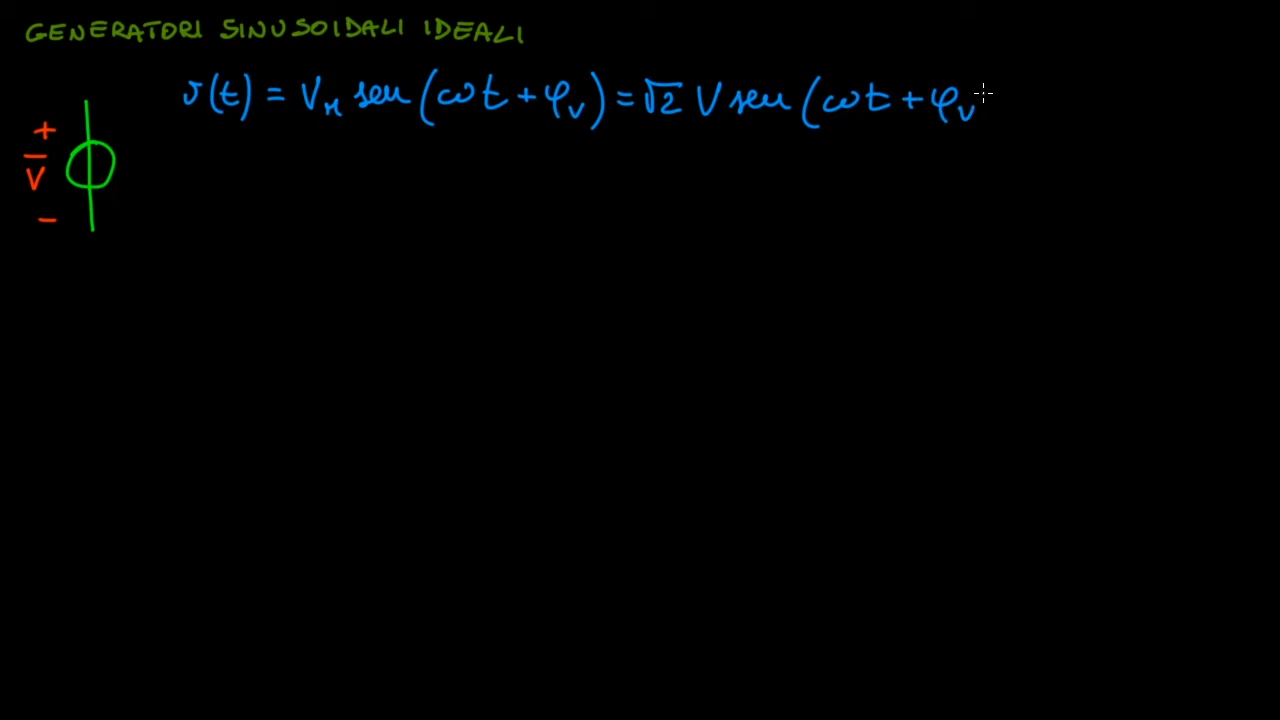 GENERATORI SINUSOIDALI IDEALI
v(t) = V_M sen (ωt + φ_v) = √2 V sen (ωt + φ_v
+
V̅
−